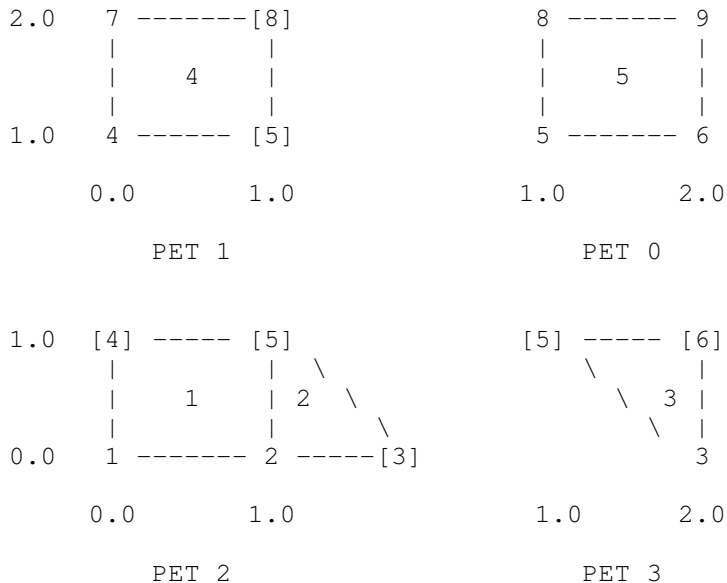 2.0 7 -------[8] 8 ------- 9
| | | |
| 4 | | 5 |
| | | |
1.0 4 ------ [5] 5 ------- 6
0.0 1.0 1.0 2.0
PET 1 PET 0
1.0 [4] ----- [5] [5] ----- [6]
| | \ \ |
| 1 | 2 \ \ 3 |
| | \ \ |
0.0 1 ------- 2 -----[3] 3
0.0 1.0 1.0 2.0
PET 2 PET 3